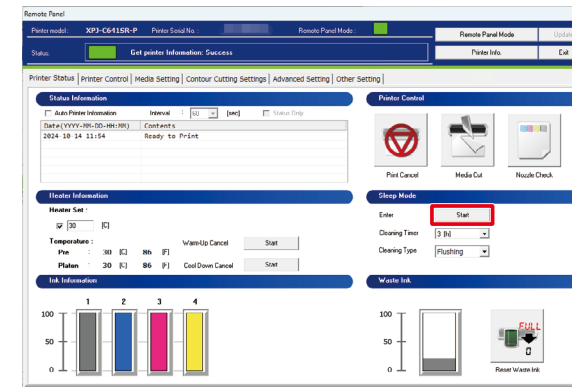 Remote Panel
Printer model : XPJ-C641SR-P Printer Serial No. : Remote Panel Mode :
Remote Panel Mode Update
Status: Get printer Information: Success
Printer Info. Exit
Printer Status Printer Control Media Setting Contour Cutting Settings Advanced Setting Other Setting
Status Information
Auto Printer Information Interval : 60 [sec] Status Only
Date(YYYY-MM-DD-HH:MM) Contents
2024-10-14 11:54 Ready to Print
Printer Control
Print Cancel Media Cut Nozzle Check
Heater Information
Heater Set :
30 [C]
Temperature :
Pre : 30 [C] 86 [F] Warm-Up Cancel Start
Platen : 30 [C] 86 [F] Cool Down Cancel Start
Sleep Mode
Enter Start
Cleaning Timer 3 [h]
Cleaning Type Flushing
Ink Information
1 2 3 4
100
50
0
Waste Ink
100
50
0
FULL
0
Reset Waste Ink